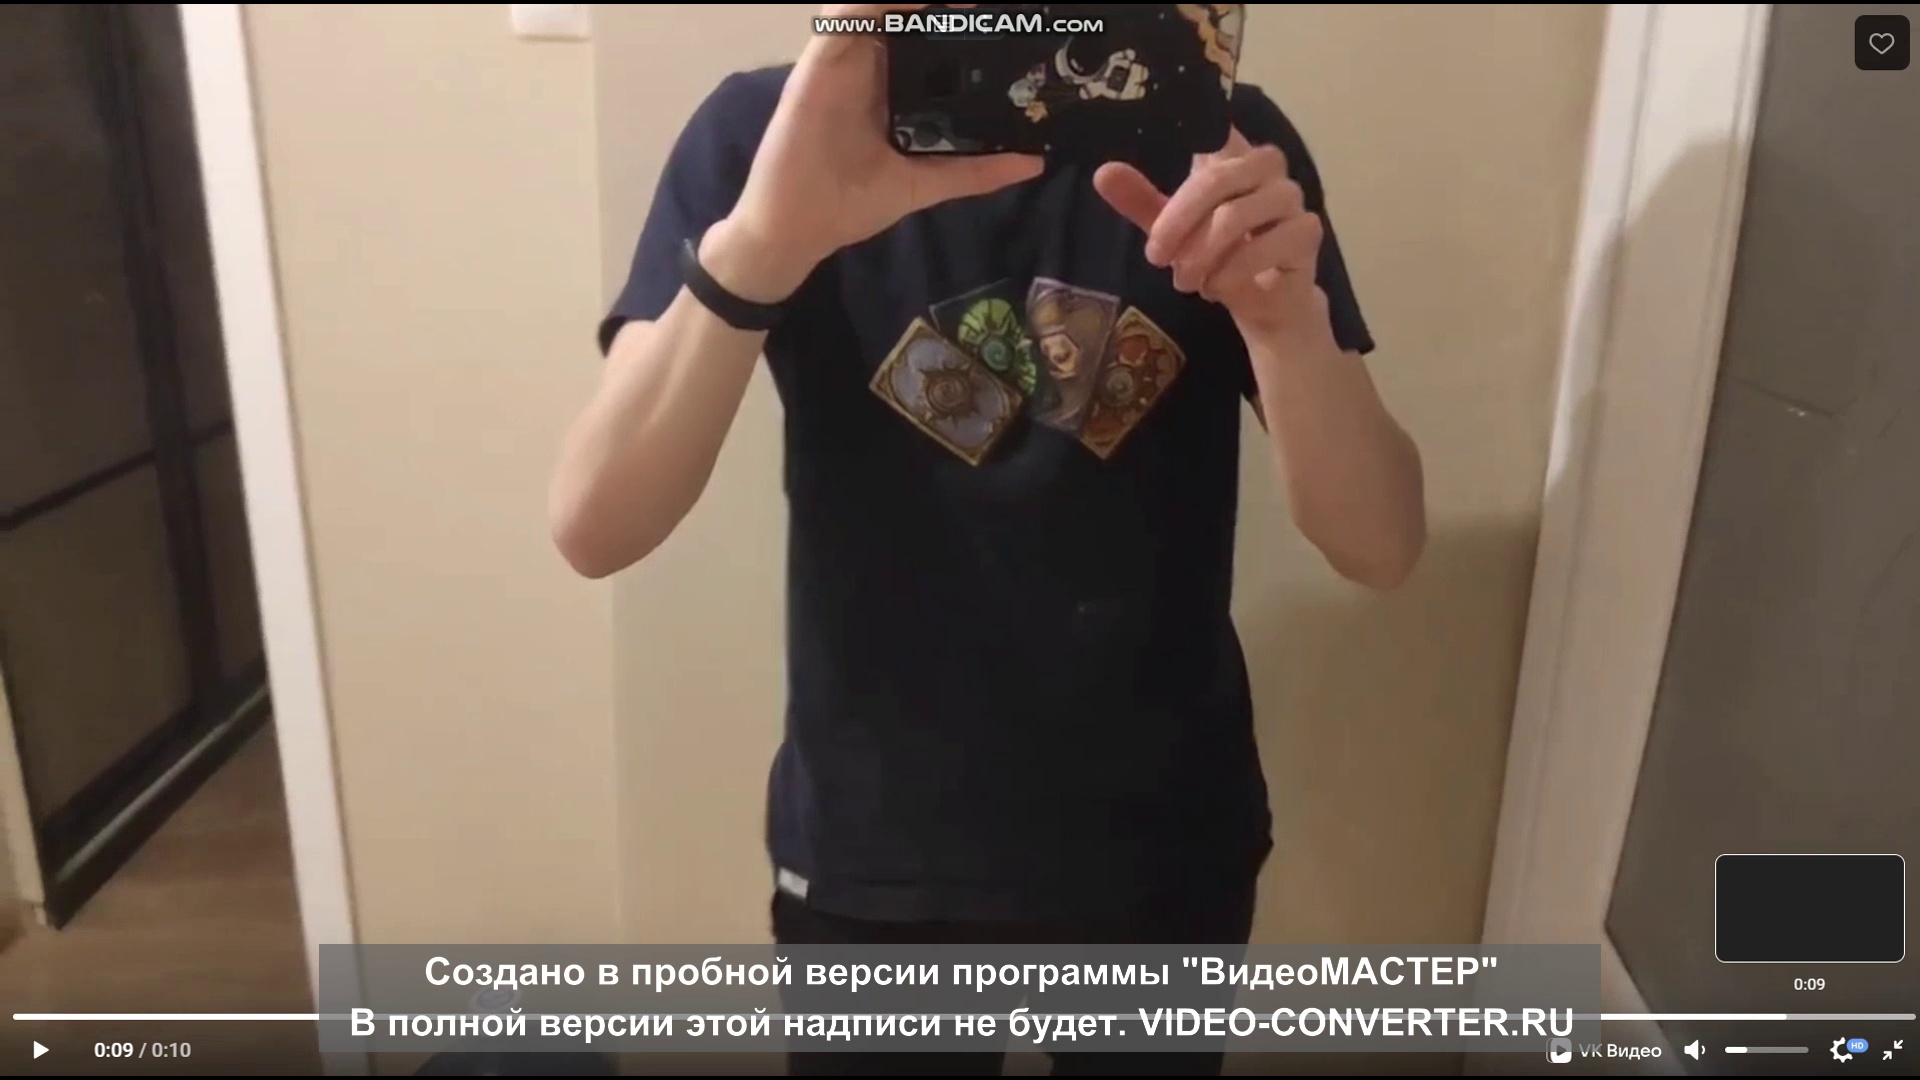 www.BANDICAM.com
Создано в пробной версии программы "ВидеоМАСТЕР"
В полной версии этой надписи не будет. VIDEO-CONVERTER.RU
0:09
0:09 / 0:10
VK Видео
HD